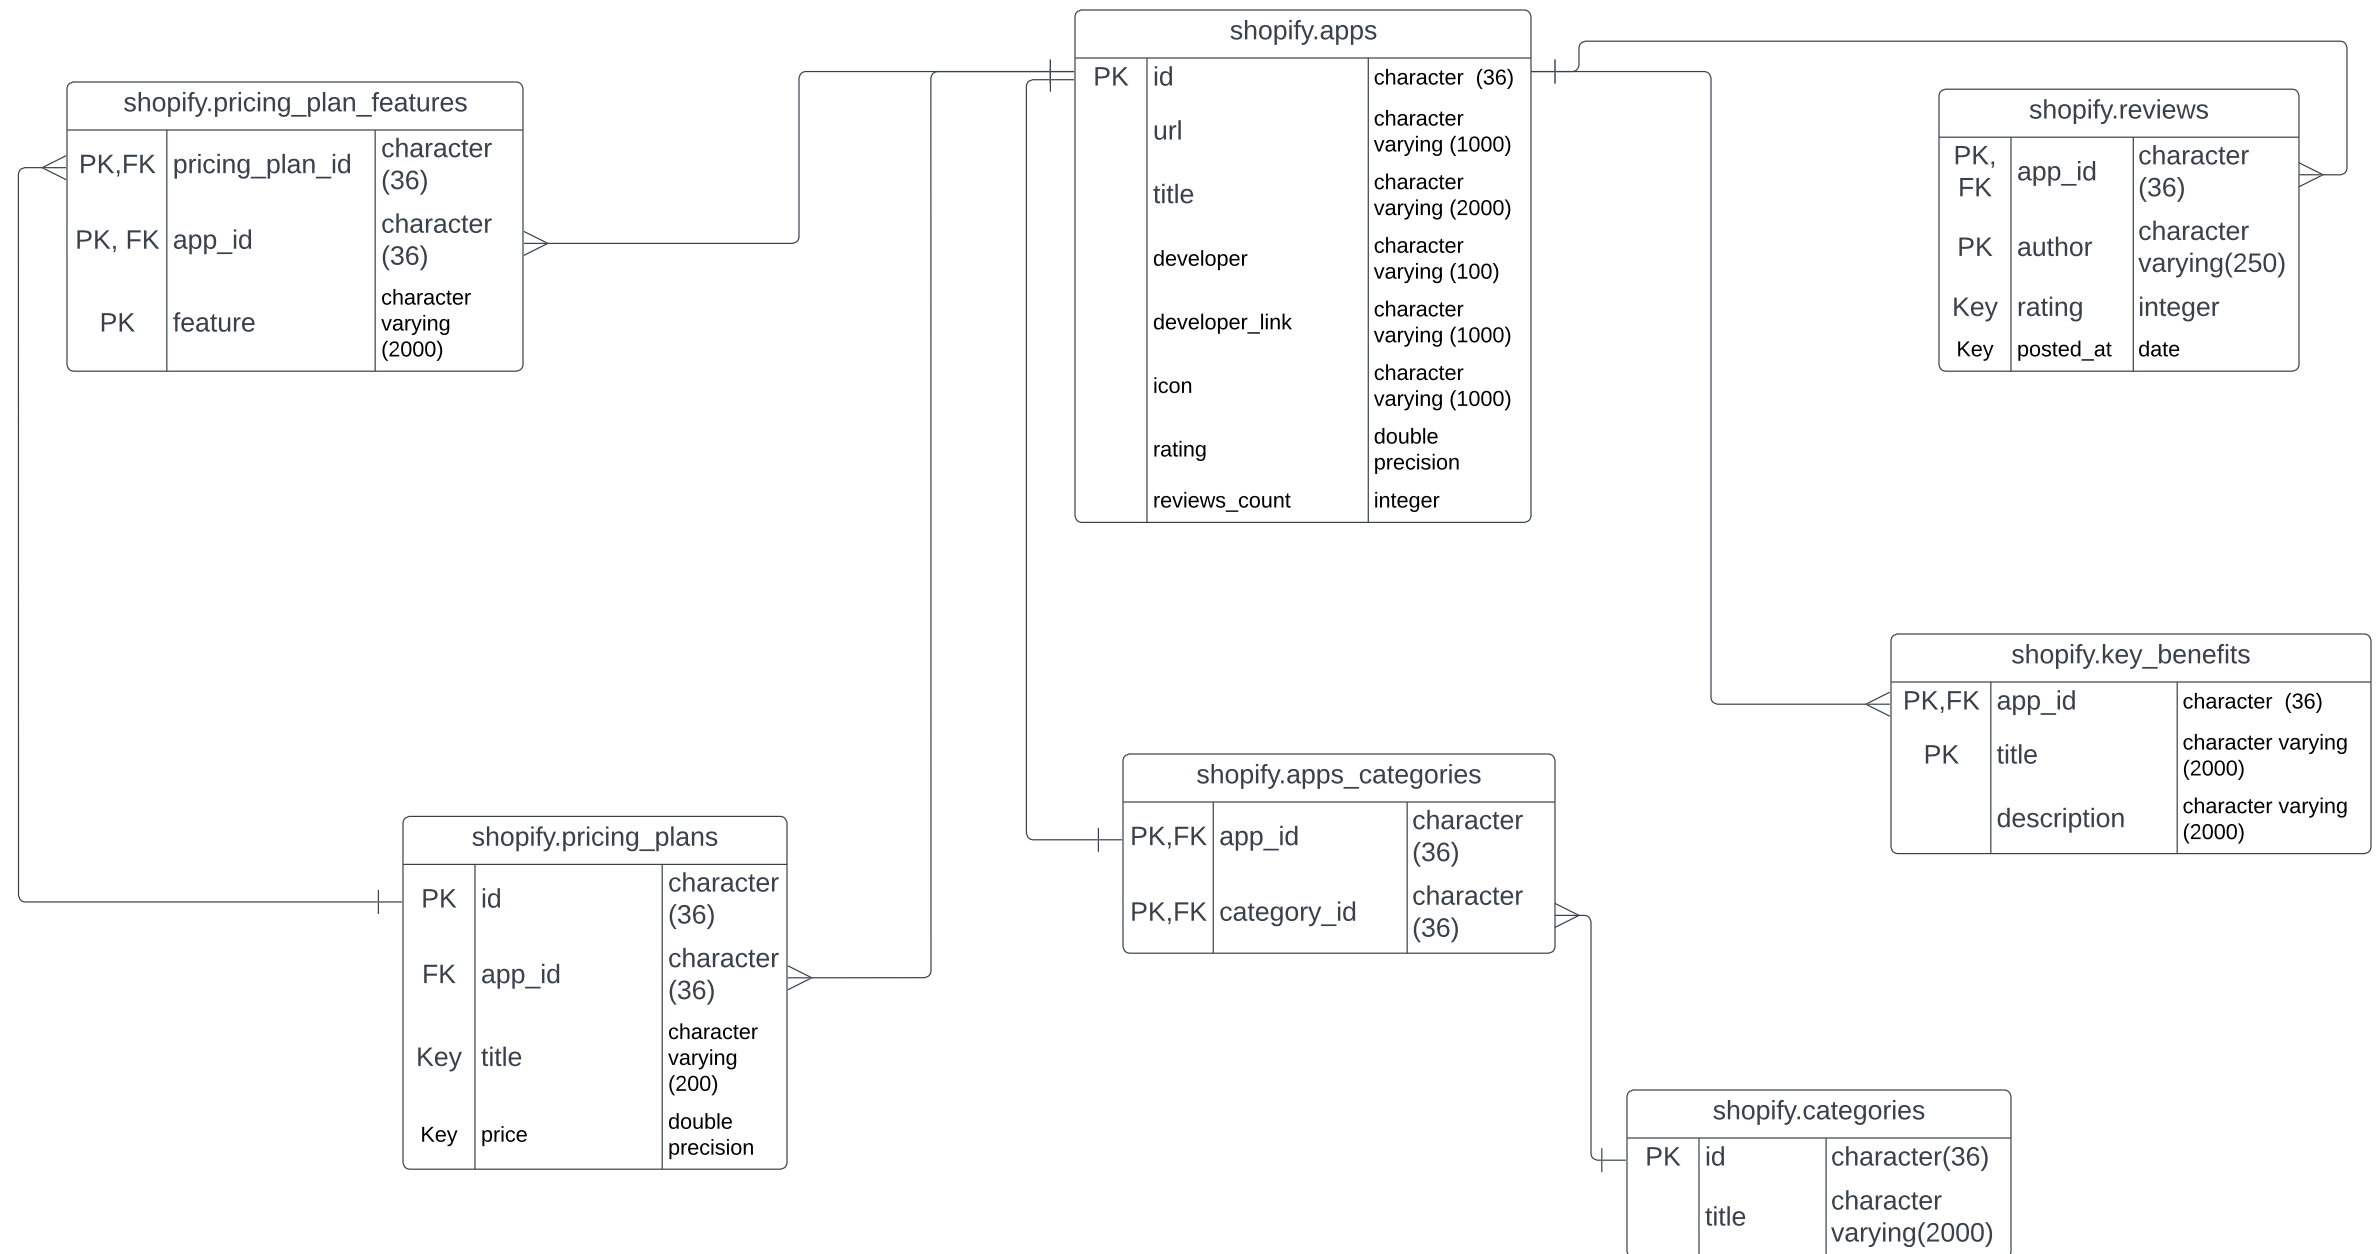 shopify.apps
PK id character  (36)
url character
varying (1000)
title character
varying (2000)
developer character
varying (100)
developer_link character
varying (1000)
icon character
varying (1000)
rating double
precision
reviews_count integer
shopify.pricing_plan_features
PK,FK pricing_plan_id character
(36)
PK, FK app_id character
(36)
PK feature character
varying
(2000)
shopify.reviews
PK,
FK app_id character
(36)
PK author character
varying(250)
Key rating integer
Key posted_at date
shopify.key_benefits
PK,FK app_id character  (36)
PK title character varying
(2000)
description character varying
(2000)
shopify.apps_categories
PK,FK app_id character
(36)
PK,FK category_id character
(36)
shopify.pricing_plans
PK id character
(36)
FK app_id character
(36)
Key title character
varying
(200)
Key price double
precision
shopify.categories
PK id character(36)
title character
varying(2000)